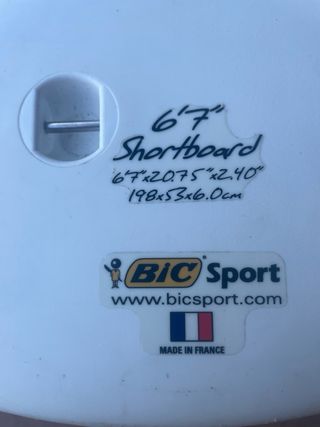 6'7"
Shortboard
6'7"x20.75"x2.40"
198x53x6.0cm
BIC Sport
www.bicsport.com
MADE IN FRANCE